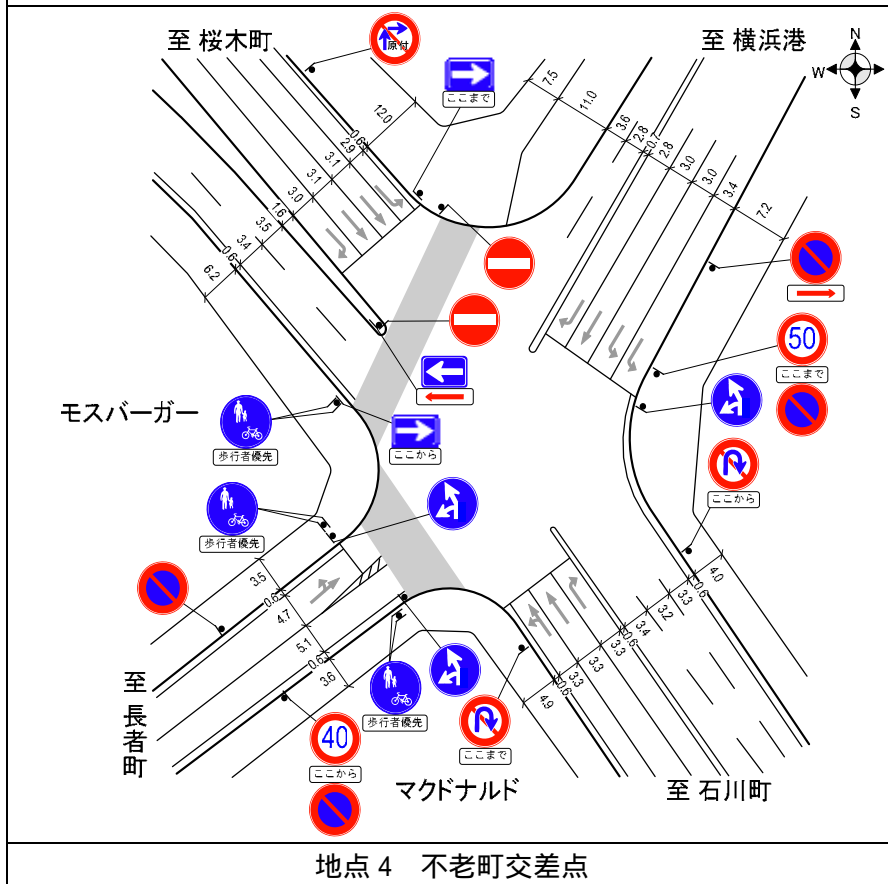 至 桜木町
原付
ここまで
至 横浜港
N
W
S
7.5
11.0
3.6
2.8
0.7
2.8
3.0
3.0
3.4
7.2
12.0
0.6
2.9
3.1
3.1
3.0
1.6
3.5
3.4
0.6
6.2
50
ここまで
モスバーガー
歩行者優先
ここから
ここから
歩行者優先
3.5
0.6
4.7
5.1
0.6
3.6
4.0
0.6
3.3
3.2
3.4
0.6
3.3
3.3
3.3
0.6
4.9
至 長者町
歩行者優先
ここまで
40
ここから
マクドナルド
至 石川町
地点 4 不老町交差点